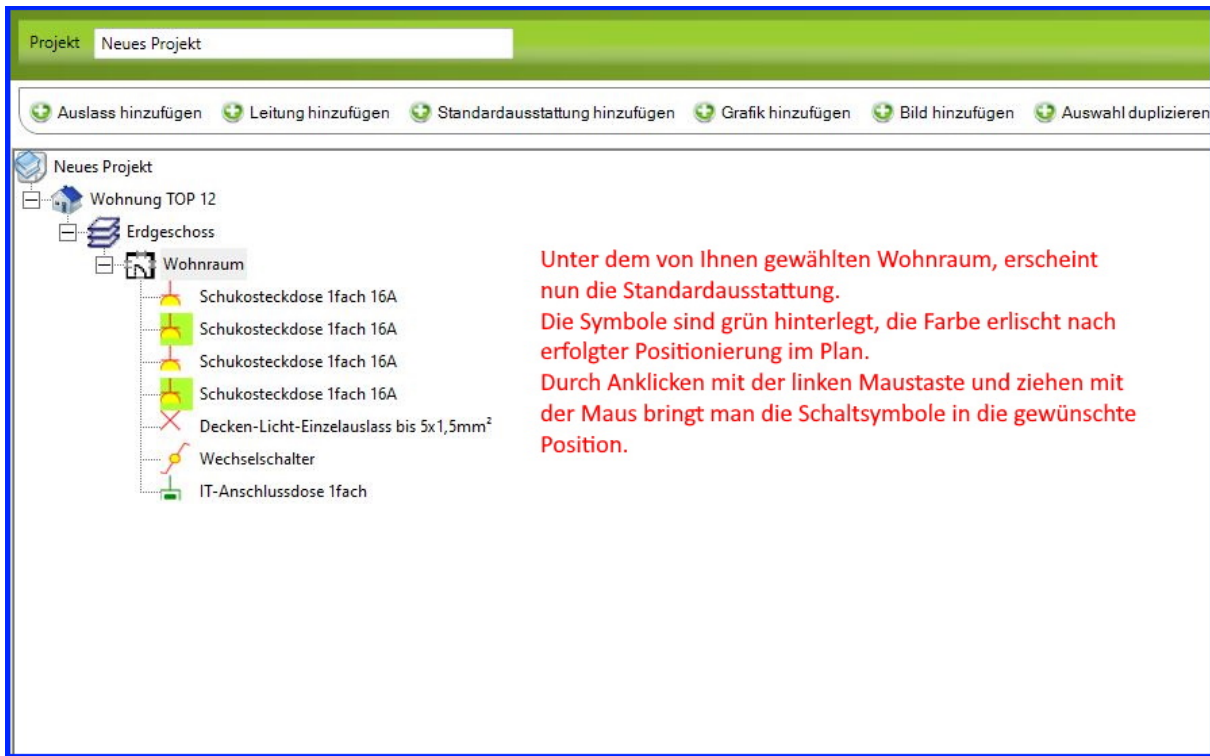 Projekt Neues Projekt
Auslass hinzufügen Leitung hinzufügen Standardausstattung hinzufügen Grafik hinzufügen Bild hinzufügen Auswahl duplizieren
Neues Projekt
Wohnung TOP 12
Erdgeschoss
Wohnraum
Schukosteckdose 1fach 16A
Schukosteckdose 1fach 16A
Schukosteckdose 1fach 16A
Schukosteckdose 1fach 16A
Decken-Licht-Einzelauslass bis 5x1,5mm²
Wechselschalter
IT-Anschlussdose 1fach
Unter dem von Ihnen gewählten Wohnraum, erscheint
nun die Standardausstattung.
Die Symbole sind grün hinterlegt, die Farbe erlischt nach
erfolgter Positionierung im Plan.
Durch Anklicken mit der linken Maustaste und ziehen mit
der Maus bringt man die Schaltsymbole in die gewünschte
Position.